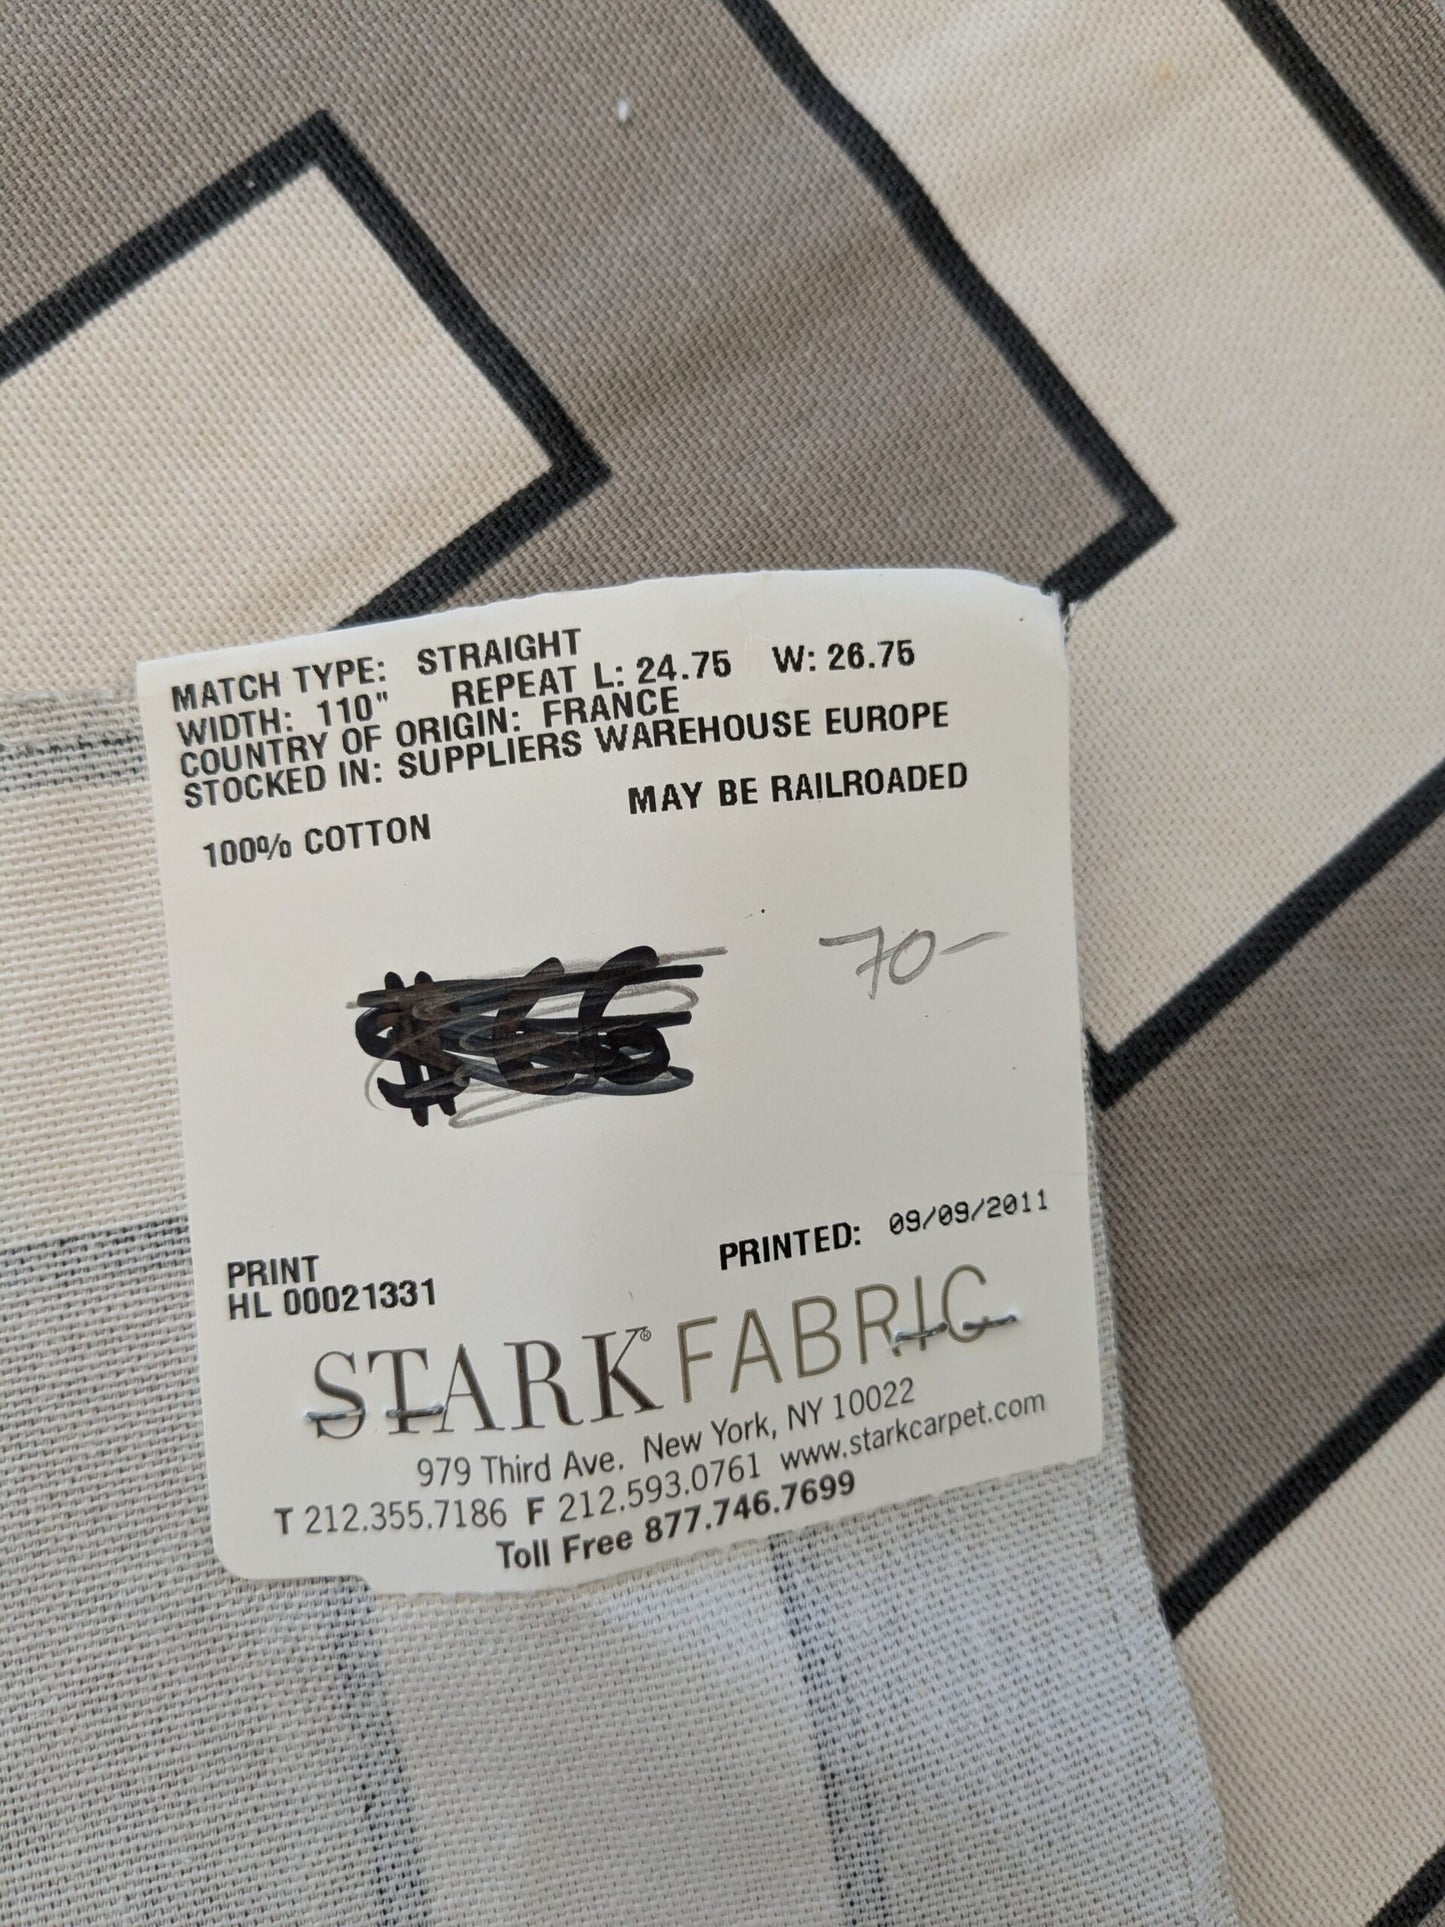 MATCH TYPE: STRAIGHT
WIDTH: 110" REPEAT L: 24.75 W: 26.75
COUNTRY OF ORIGIN: FRANCE
STOCKED IN: SUPPLIERS WAREHOUSE EUROPE
100% COTTON MAY BE RAILROADED
70-
PRINT PRINTED: 09/09/2011
HL 00021331
STARK® FABRIC
979 Third Ave. New York, NY 10022
T 212.355.7186 F 212.593.0761 www.starkcarpet.com
Toll Free 877.746.7699